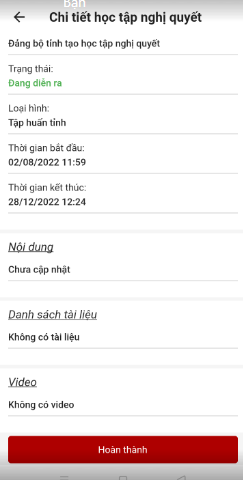 Bạn
Chi tiết học tập nghị quyết
Đảng bộ tỉnh tạo học tập nghị quyết
Trạng thái:
Đang diễn ra
Loại hình:
Tập huấn tỉnh
Thời gian bắt đầu:
02/08/2022 11:59
Thời gian kết thúc:
28/12/2022 12:24
Nội dung
Chưa cập nhật
Danh sách tài liệu
Không có tài liệu
Video
Không có video
Hoàn thành